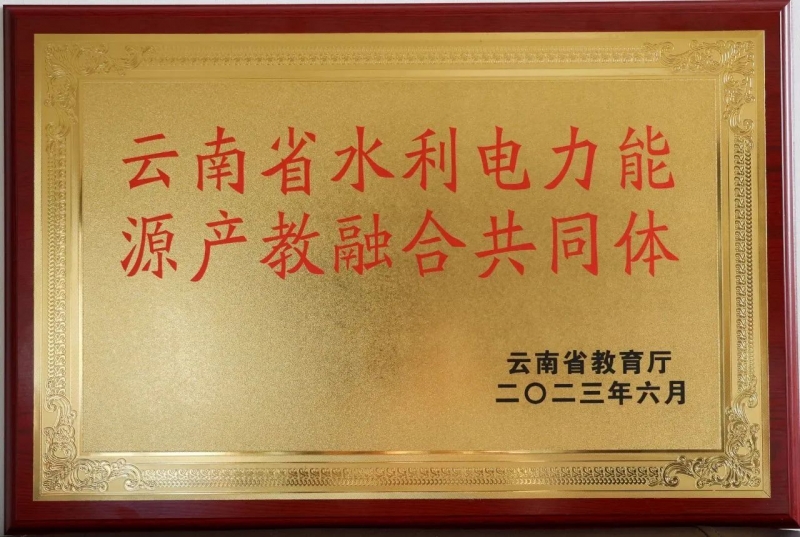 云南省水利电力能
源产教融合共同体
云南省教育厅
二〇二三年六月